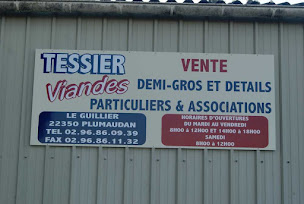 TESSIER
Viandes
VENTE
DEMI-GROS ET DETAILS
PARTICULIERS & ASSOCIATIONS
LE GUILLIER
22350 PLUMAUDAN
TEL 02.96.86.09.39
FAX 02.96.86.11.32
HORAIRES D'OUVERTURES
DU MARDI AU VENDREDI
8H00 à 12H00 ET 14H00 à 18H00
SAMEDI
8H00 à 12H00